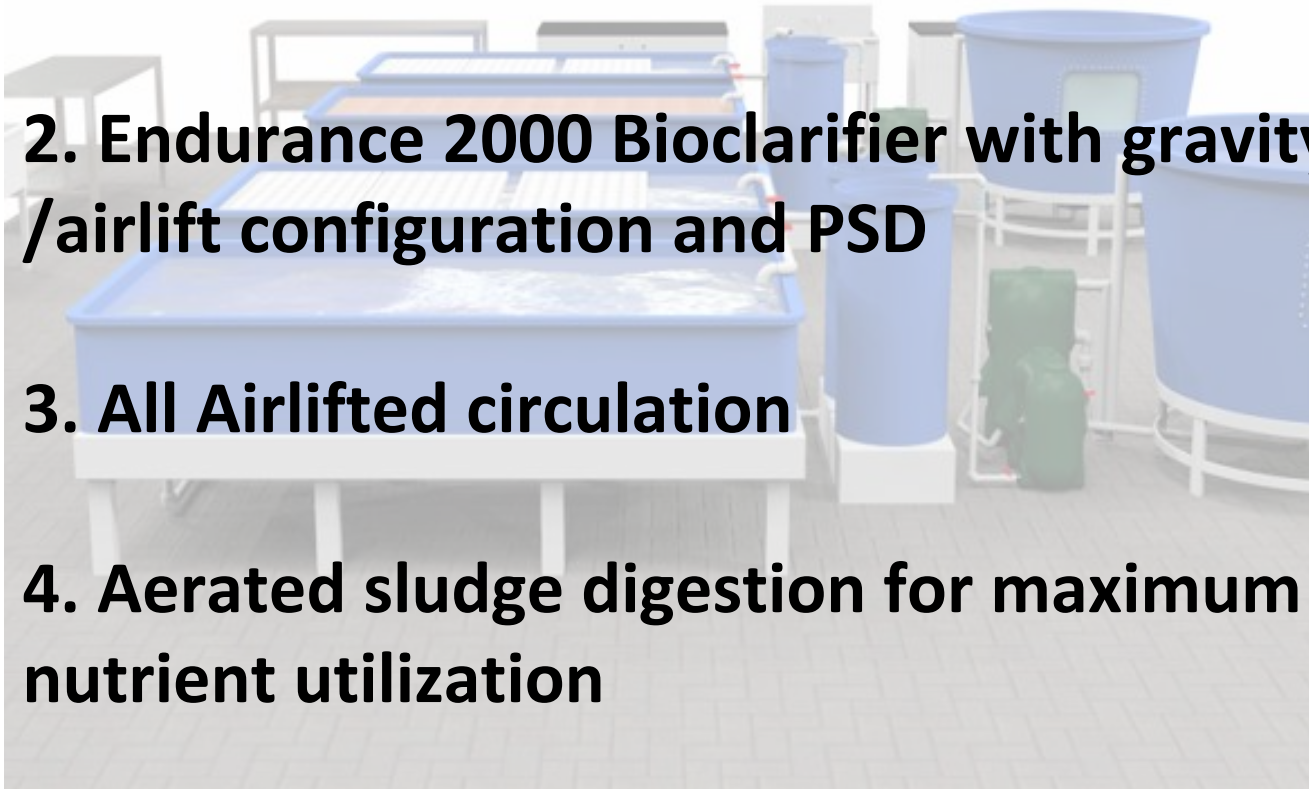 2. Endurance 2000 Bioclarifier with gravity
/airlift configuration and PSD
3. All Airlifted circulation
4. Aerated sludge digestion for maximum
nutrient utilization